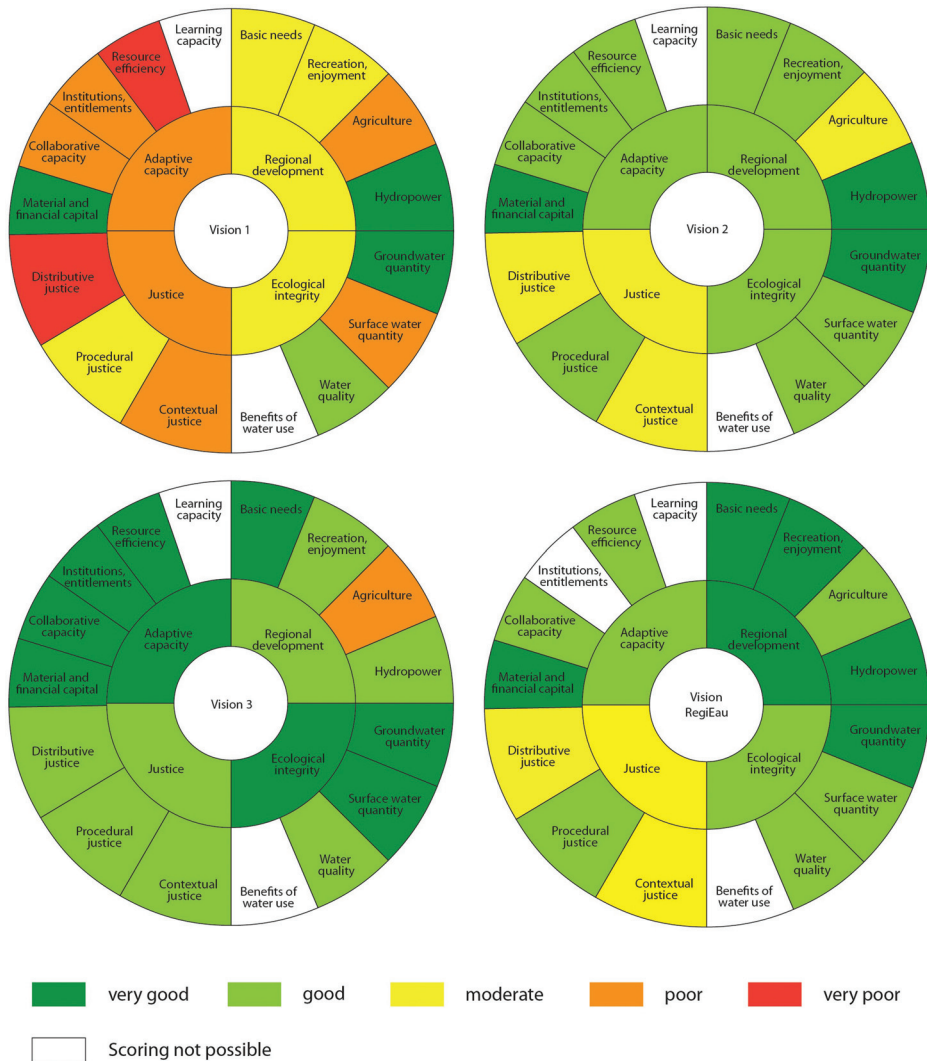 Learning
capacity
Basic needs
Recreation,
enjoyment
Agriculture
Hydropower
Groundwater
quantity
Surface water
quantity
Water
quality
Benefits of
water use
Contextual
justice
Procedural
justice
Distributive
justice
Material and
financial capital
Collaborative
capacity
Institutions,
entitlements
Resource
efficiency
Adaptive
capacity
Regional
development
Ecological
integrity
Justice
Vision 1
Learning
capacity
Basic needs
Recreation,
enjoyment
Agriculture
Hydropower
Groundwater
quantity
Surface water
quantity
Water
quality
Benefits of
water use
Contextual
justice
Procedural
justice
Distributive
justice
Material and
financial capital
Collaborative
capacity
Institutions,
entitlements
Resource
efficiency
Adaptive
capacity
Regional
development
Ecological
integrity
Justice
Vision 2
Learning
capacity
Basic needs
Recreation,
enjoyment
Agriculture
Hydropower
Groundwater
quantity
Surface water
quantity
Water
quality
Benefits of
water use
Contextual
justice
Procedural
justice
Distributive
justice
Material and
financial capital
Collaborative
capacity
Institutions,
entitlements
Resource
efficiency
Adaptive
capacity
Regional
development
Ecological
integrity
Justice
Vision 3
Learning
capacity
Basic needs
Recreation,
enjoyment
Agriculture
Hydropower
Groundwater
quantity
Surface water
quantity
Water
quality
Benefits of
water use
Contextual
justice
Procedural
justice
Distributive
justice
Material and
financial capital
Collaborative
capacity
Institutions,
entitlements
Resource
efficiency
Adaptive
capacity
Regional
development
Ecological
integrity
Justice
Vision
RegiEau
very good
good
moderate
poor
very poor
Scoring not possible